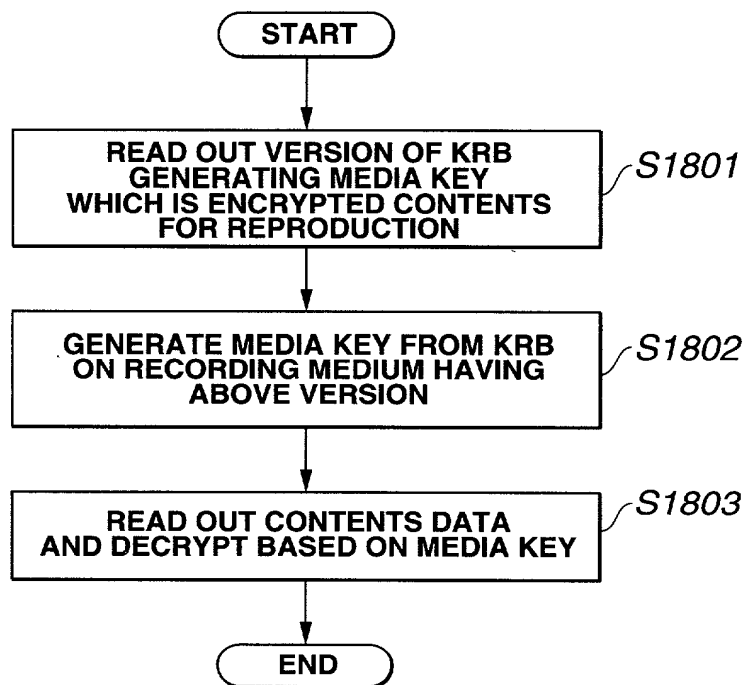 START
READ OUT VERSION OF KRB
GENERATING MEDIA KEY
WHICH IS ENCRYPTED CONTENTS
FOR REPRODUCTION
S1801
GENERATE MEDIA KEY FROM KRB
ON RECORDING MEDIUM HAVING
ABOVE VERSION
S1802
READ OUT CONTENTS DATA
AND DECRYPT BASED ON MEDIA KEY
S1803
END